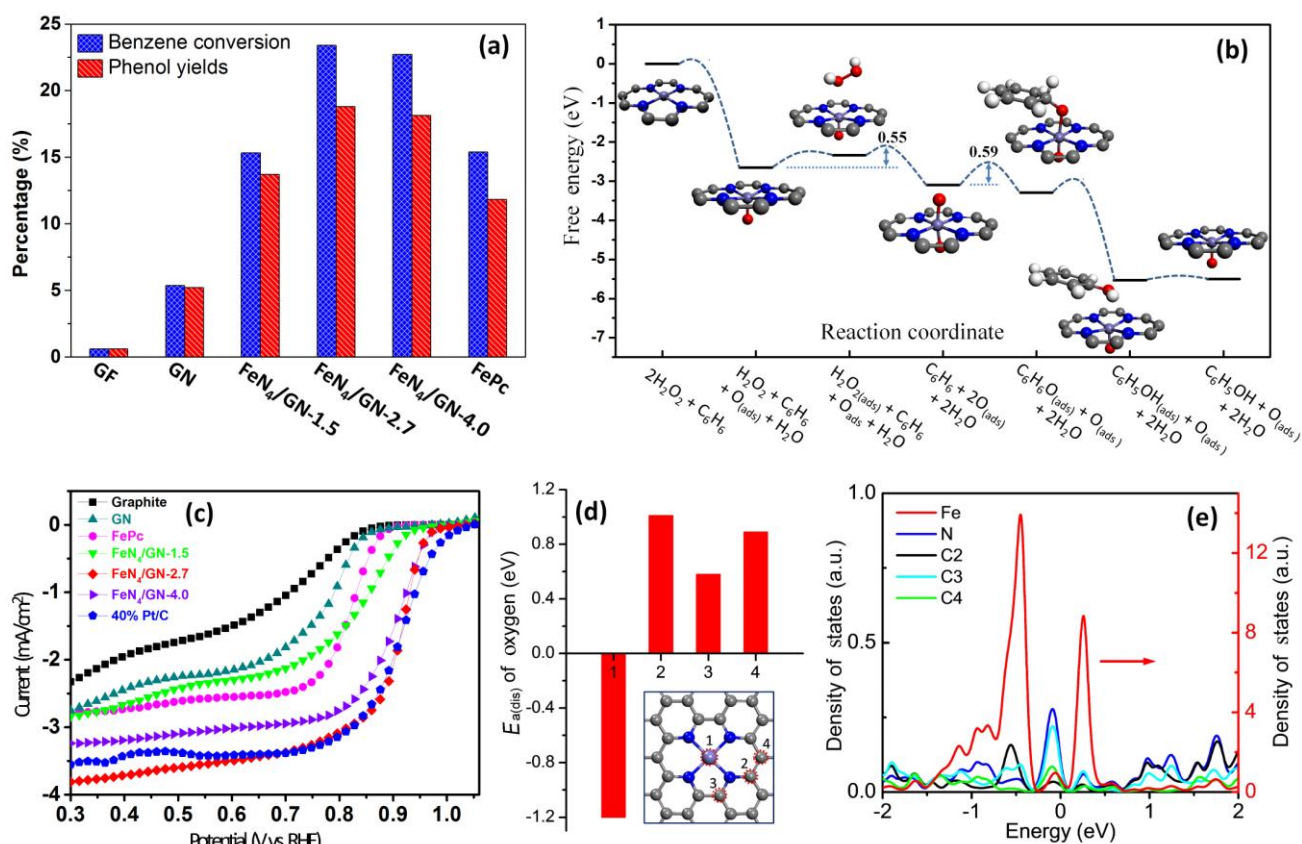 (a)
Benzene conversion
Phenol yields
Percentage (%)
25
20
15
10
5
0
GF
GN
FeN4/GN-1.5
FeN4/GN-2.7
FeN4/GN-4.0
FePc
(b)
Free energy (eV)
1
0
-1
-2
-3
-4
-5
-6
-7
0.55
0.59
Reaction coordinate
2H2O2 + C6H6
H2O2 + C6H6
+ O(ads) + H2O
H2O2(ads) + C6H6
+ Oads + H2O
C6H6 + 2O(ads)
+ 2H2O
C6H6O(ads) + O(ads)
+ 2H2O
C6H5OH(ads) + O(ads)
+ 2H2O
C6H5OH + O(ads)
+ 2H2O
(c)
Graphite
GN
FePc
FeN4/GN-1.5
FeN4/GN-2.7
FeN4/GN-4.0
40% Pt/C
Current (mA/cm2)
0
-1
-2
-3
-4
0.3 0.4 0.5 0.6 0.7 0.8 0.9 1.0
Potential (V vs RHE)
(d)
Ea(dis) of oxygen (eV)
1.2
0.8
0.4
0.0
-0.4
-0.8
-1.2
1 2 3 4
1
4
2
3
(e)
Fe
N
C2
C3
C4
Density of states (a.u.)
1.0
0.5
0.0
-2 -1 0 1 2
Energy (eV)
12
8
4
0
Density of states (a.u.)